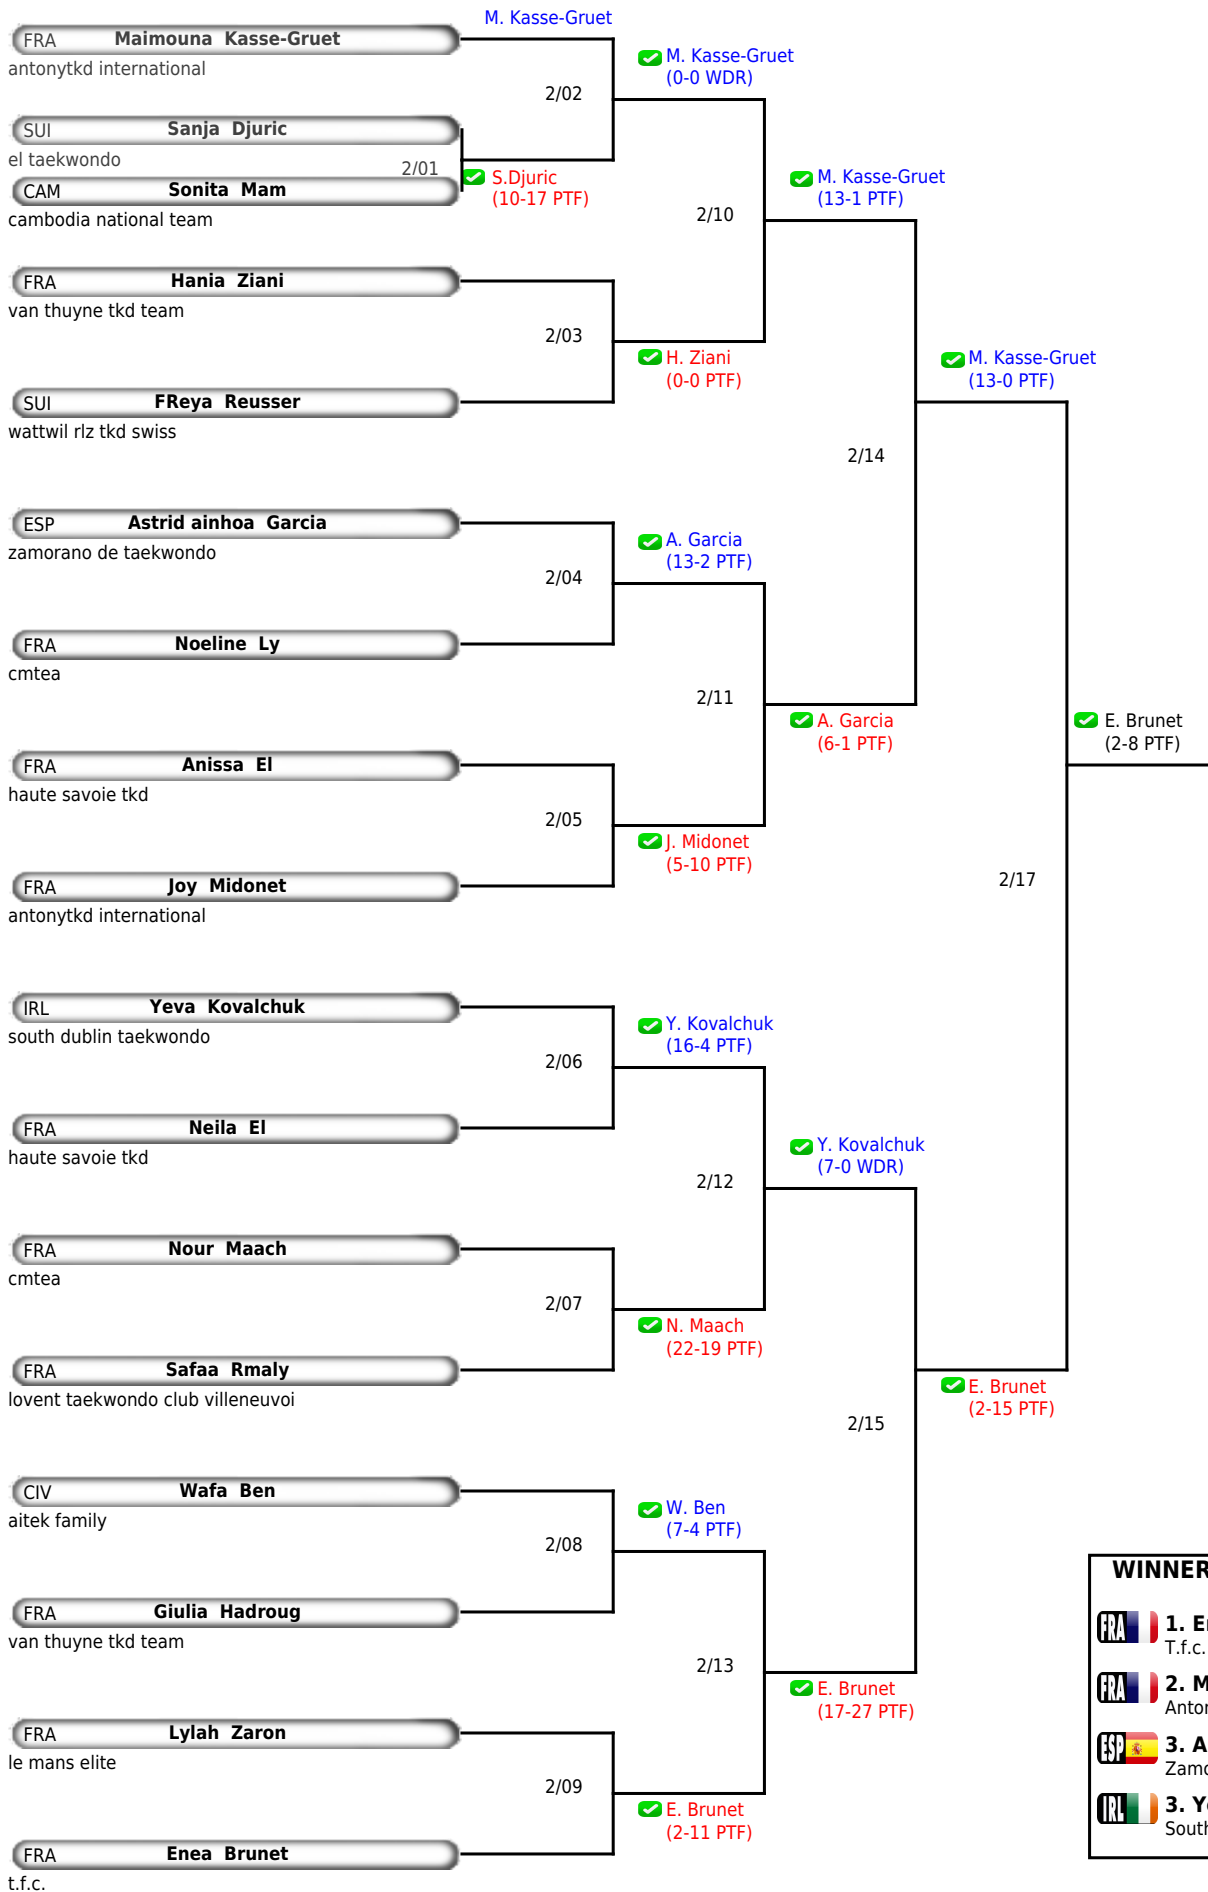 M. Kasse-Gruet
FRA Maimouna Kasse-Gruet
antonytkd international
M. Kasse-Gruet
(0-0 WDR)
2/02
SUI Sanja Djuric
el taekwondo
2/01
S.Djuric
(10-17 PTF)
CAM Sonita Mam
cambodia national team
M. Kasse-Gruet
(13-1 PTF)
2/10
FRA Hania Ziani
van thuyne tkd team
2/03
H. Ziani
(0-0 PTF)
M. Kasse-Gruet
(13-0 PTF)
SUI FReya Reusser
wattwil rlz tkd swiss
2/14
ESP Astrid ainhoa Garcia
zamorano de taekwondo
A. Garcia
(13-2 PTF)
2/04
FRA Noeline Ly
cmtea
2/11
A. Garcia
(6-1 PTF)
E. Brunet
(2-8 PTF)
FRA Anissa El
haute savoie tkd
2/05
J. Midonet
(5-10 PTF)
FRA Joy Midonet
antonytkd international
2/17
IRL Yeva Kovalchuk
south dublin taekwondo
Y. Kovalchuk
(16-4 PTF)
2/06
FRA Neila El
haute savoie tkd
Y. Kovalchuk
(7-0 WDR)
2/12
FRA Nour Maach
cmtea
2/07
N. Maach
(22-19 PTF)
FRA Safaa Rmaly
lovent taekwondo club villeneuvoi
E. Brunet
(2-15 PTF)
2/15
CIV Wafa Ben
aitek family
W. Ben
(7-4 PTF)
2/08
FRA Giulia Hadroug
van thuyne tkd team
2/13
E. Brunet
(17-27 PTF)
FRA Lylah Zaron
le mans elite
2/09
E. Brunet
(2-11 PTF)
FRA Enea Brunet
t.f.c.
WINNER
FRA 1. E
T.f.c.
FRA 2. M
Anton
ESP 3. A
Zamo
IRL 3. Y
South